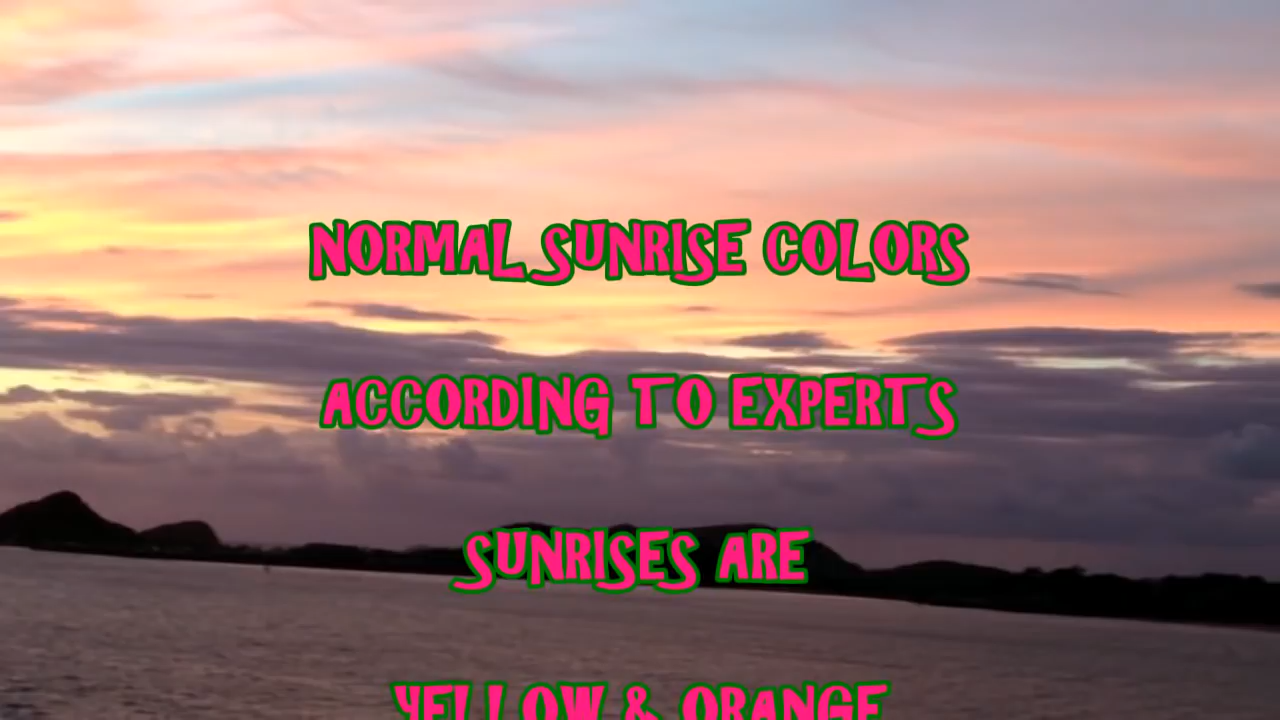 NORMAL SUNRISE COLORS
ACCORDING TO EXPERTS
SUNRISES ARE
YELLOW & ORANGE